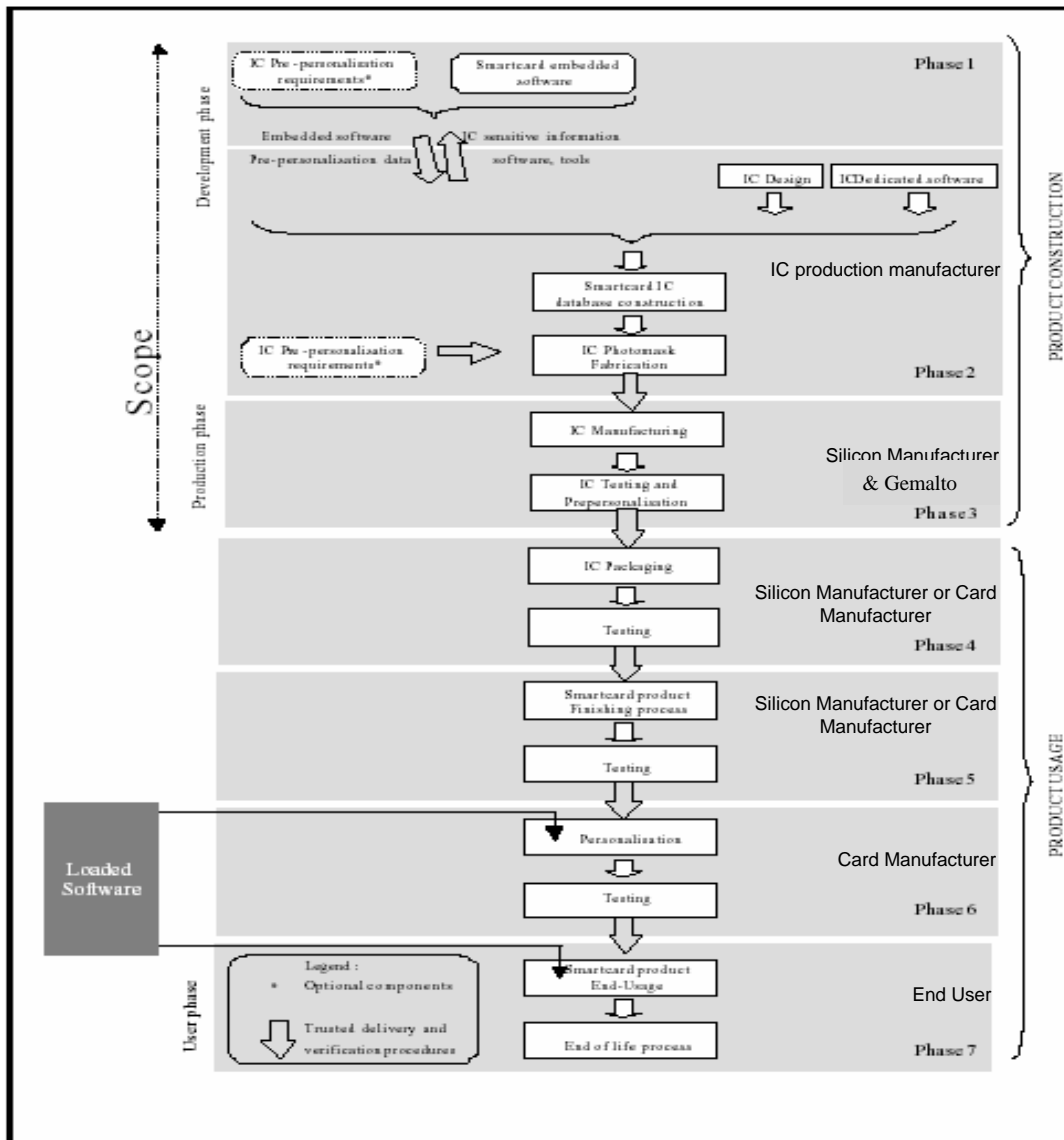 IC Pre-personalisation
requirements*
Smartcard embedded
software
Phase 1
Development phase
Embedded software
IC sensitive information
Pre-personalisation data
software, tools
IC Design
ICDedicated software
PRODUCT CONSTRUCTION
IC production manufacturer
Smartcard IC
database construction
Scope
IC Pre-personalisation
requirements*
IC Photomask
Fabrication
Phase 2
Production phase
IC Manufacturing
Silicon Manufacturer
& Gemalto
IC Testing and
Prepersonalisation
Phase 3
IC Packaging
Silicon Manufacturer or Card
Manufacturer
Testing
Phase 4
Smartcard product
Finishing process
Silicon Manufacturer or Card
Manufacturer
Testing
Phase 5
PRODUCT USAGE
Loaded
Software
Personalisation
Card Manufacturer
Testing
Phase 6
User phase
Legend :
* Optional components
Trusted delivery and
verification procedures
Smartcard product
End-Usage
End User
End of life process
Phase 7